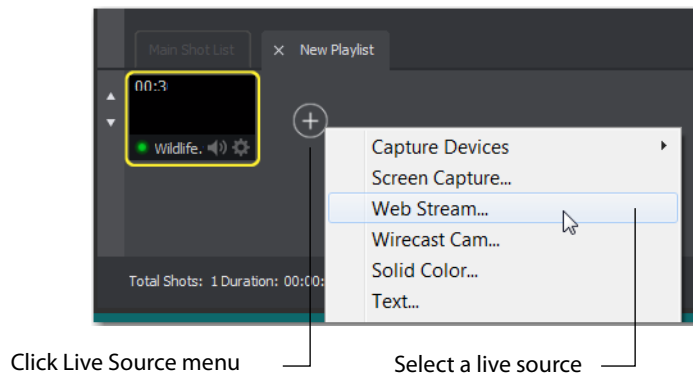 Main Shot List
× New Playlist
00:3
Wildlife.
Capture Devices
Screen Capture...
Web Stream...
Wirecast Cam...
Solid Color...
Text...
Total Shots: 1 Duration: 00:00:
Click Live Source menu
Select a live source